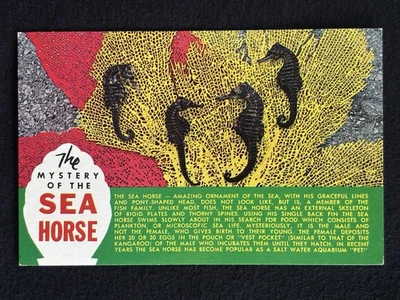 The
MYSTERY
OF THE
SEA
HORSE
THE SEA HORSE — AMAZING ORNAMENT OF THE SEA, WITH HIS GRACEFUL LINES
AND PONY-SHAPED HEAD, DOES NOT LOOK LIKE, BUT IS, A MEMBER OF THE
FISH FAMILY. UNLIKE MOST FISH, THE SEA HORSE HAS AN EXTERNAL SKELETON
OF RIGID PLATES AND THORNY SPINES. USING HIS SINGLE BACK FIN THE SEA
HORSE SWIMS SLOWLY ABOUT IN HIS SEARCH FOR FOOD WHICH CONSISTS OF
PLANKTON, OR MICROSCOPIC SEA LIFE. MYSTERIOUSLY, IT IS THE MALE AND
NOT THE FEMALE, WHO GIVES BIRTH TO THEIR YOUNG. THE FEMALE DEPOSITS
HER 20 OR 30 EGGS IN THE POUCH OR "VEST POCKET" (SIMILAR TO THAT OF THE
KANGAROO) OF THE MALE WHO INCUBATES THEM UNTIL THEY HATCH. IN RECENT
YEARS THE SEA HORSE HAS BECOME POPULAR AS A SALT WATER AQUARIUM "PET"